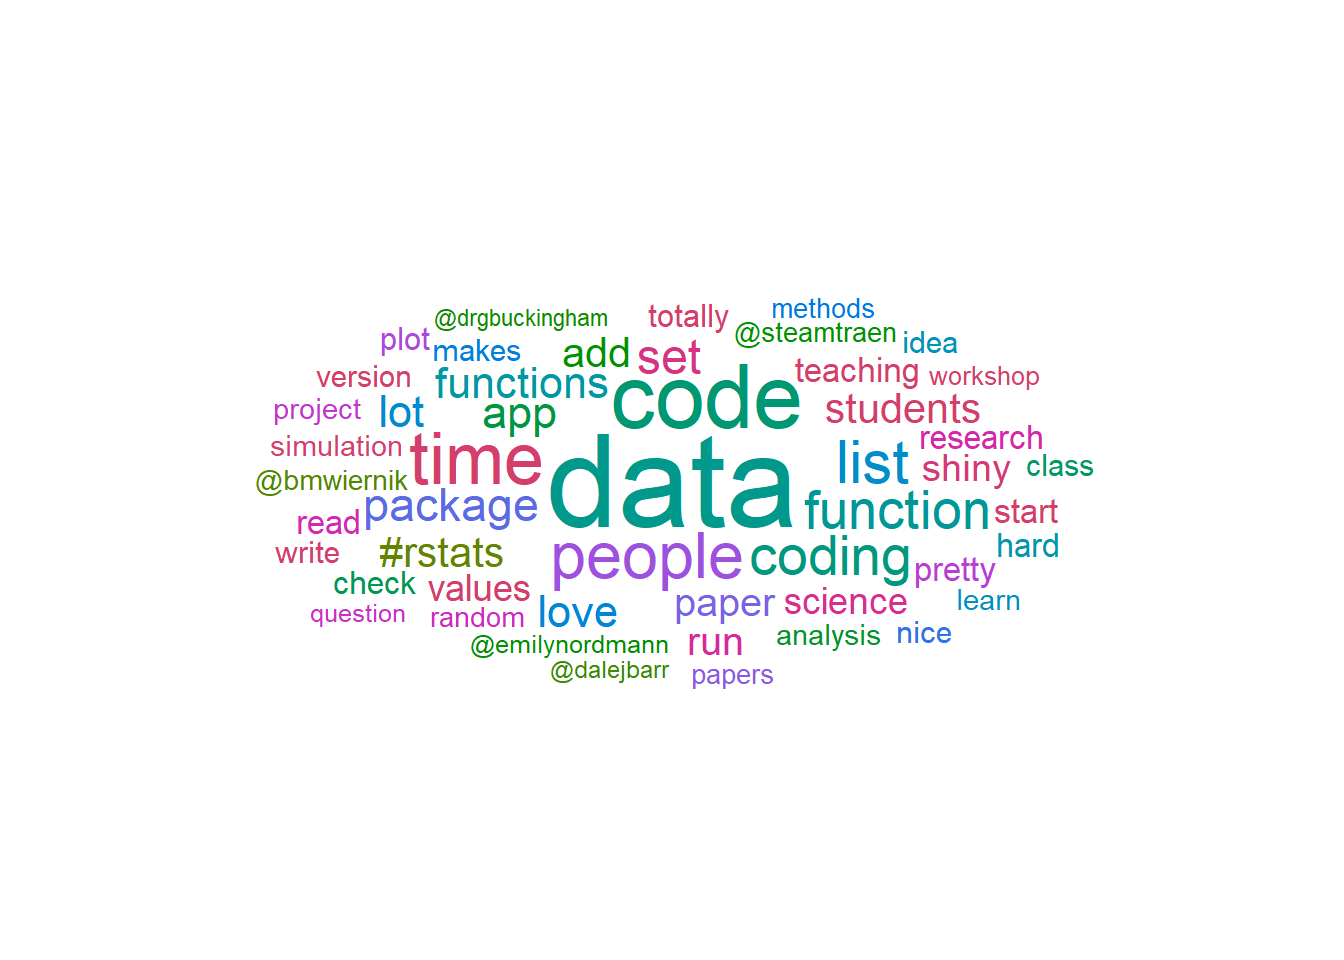 methods
@drgbuckingham
totally
@steamtraen
plot
makes
add
set
idea
version
functions
code
teaching
workshop
project
lot
app
students
simulation
time
data
list
research
@bmwiernik
package
shiny
class
read
function
start
write
#rstats
people
coding
hard
check
values
pretty
question
random
love
paper
science
learn
@emilynordmann
run
analysis
nice
@dalejbarr
papers